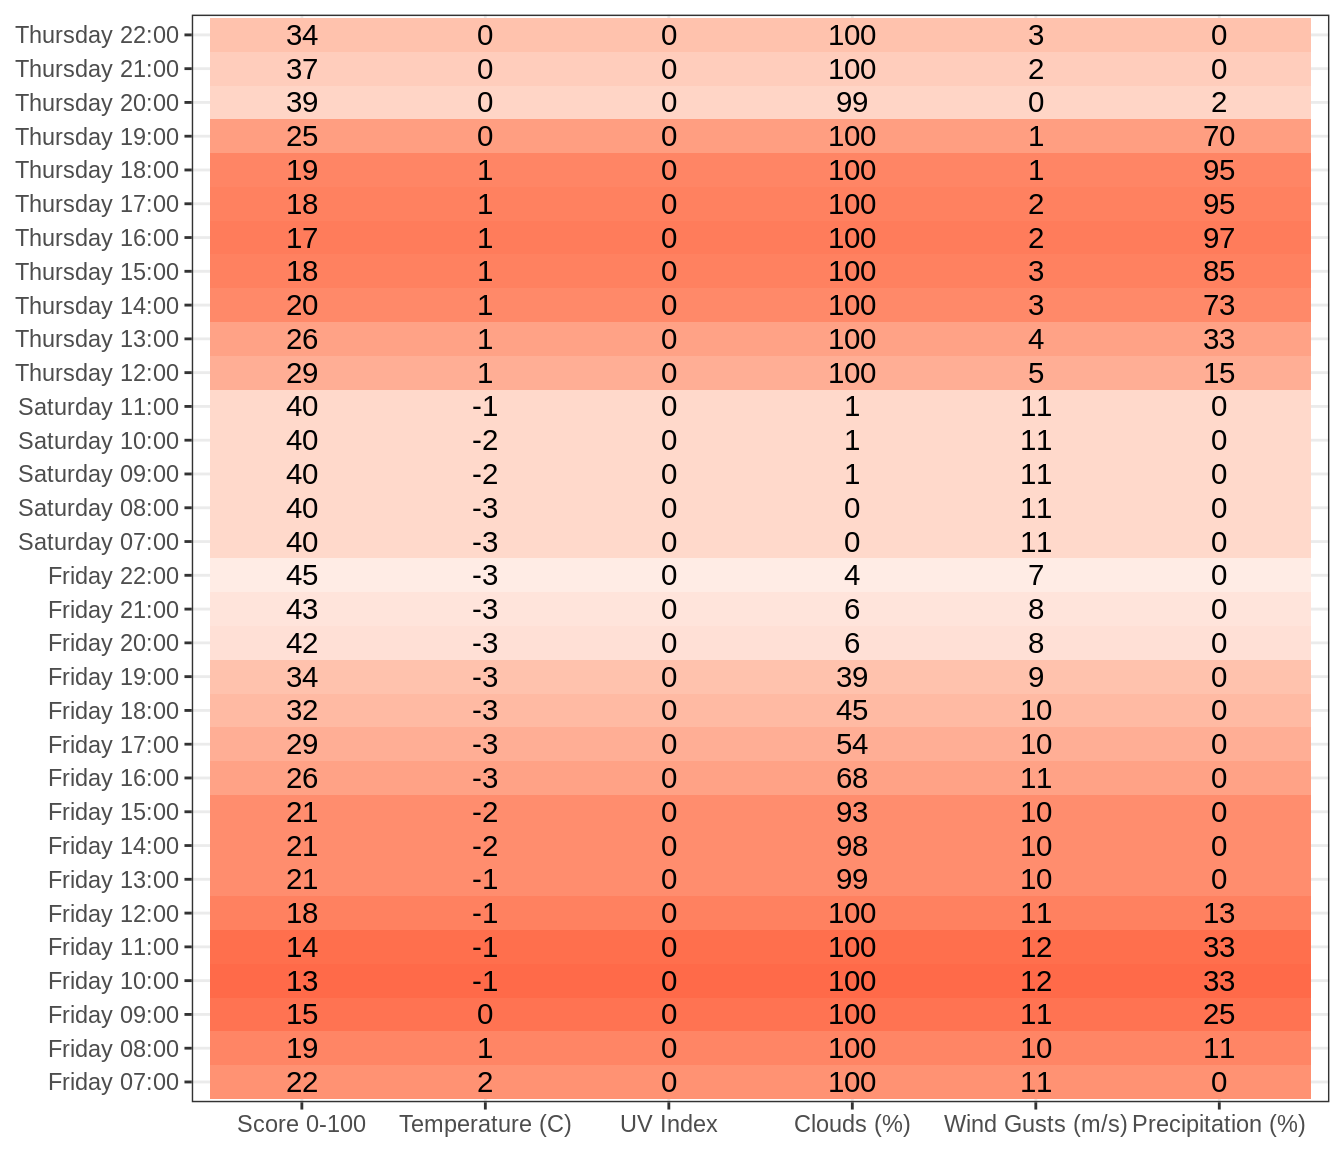 Thursday 22:00 34 0 0 100 3 0
Thursday 21:00 37 0 0 100 2 0
Thursday 20:00 39 0 0 99 0 2
Thursday 19:00 25 0 0 100 1 70
Thursday 18:00 19 1 0 100 1 95
Thursday 17:00 18 1 0 100 2 95
Thursday 16:00 17 1 0 100 2 97
Thursday 15:00 18 1 0 100 3 85
Thursday 14:00 20 1 0 100 3 73
Thursday 13:00 26 1 0 100 4 33
Thursday 12:00 29 1 0 100 5 15
Saturday 11:00 40 -1 0 1 11 0
Saturday 10:00 40 -2 0 1 11 0
Saturday 09:00 40 -2 0 1 11 0
Saturday 08:00 40 -3 0 0 11 0
Saturday 07:00 40 -3 0 0 11 0
Friday 22:00 45 -3 0 4 7 0
Friday 21:00 43 -3 0 6 8 0
Friday 20:00 42 -3 0 6 8 0
Friday 19:00 34 -3 0 39 9 0
Friday 18:00 32 -3 0 45 10 0
Friday 17:00 29 -3 0 54 10 0
Friday 16:00 26 -3 0 68 11 0
Friday 15:00 21 -2 0 93 10 0
Friday 14:00 21 -2 0 98 10 0
Friday 13:00 21 -1 0 99 10 0
Friday 12:00 18 -1 0 100 11 13
Friday 11:00 14 -1 0 100 12 33
Friday 10:00 13 -1 0 100 12 33
Friday 09:00 15 0 0 100 11 25
Friday 08:00 19 1 0 100 10 11
Friday 07:00 22 2 0 100 11 0
Score 0-100 Temperature (C) UV Index Clouds (%) Wind Gusts (m/s) Precipitation (%)